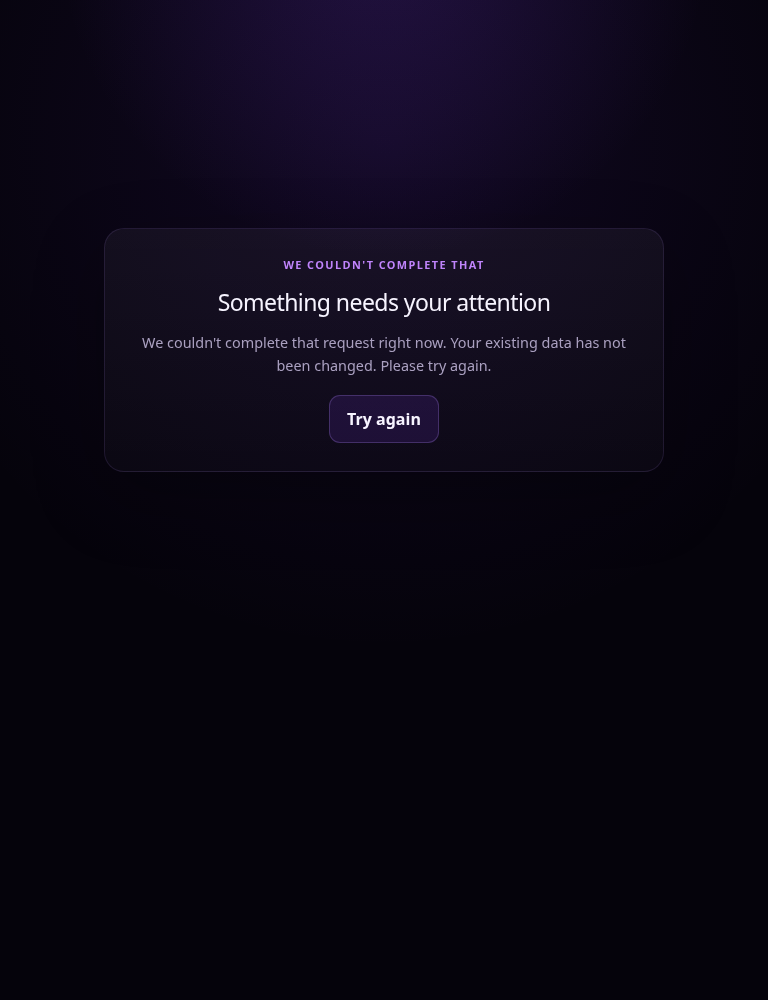 WE COULDN'T COMPLETE THAT
Something needs your attention
We couldn't complete that request right now. Your existing data has not
been changed. Please try again.
Try again